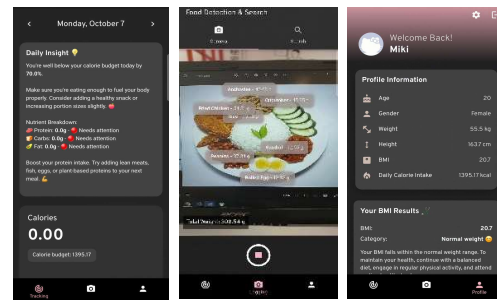 Monday, October 7
Daily Insight
You're well below your calorie budget today by
70.0%.
Make sure you're eating enough to fuel your body
properly. Consider adding a healthy snack or
increasing portion sizes slightly.
Nutrient Breakdown:
Protein: 0.0g - Needs attention
Carbs: 0.0g - Needs attention
Fat: 0.0g - Needs attention
Boost your protein intake. Try adding lean meats,
fish, eggs, or plant-based proteins to your next
meal.
Calories
0.00
Calorie budget: 1395.17
Tracking
Food Detection & Search
Camera
Search
Total Weight:
Welcome Back!
Miki
Profile Information
Age 20
Gender Female
Weight 55.5 kg
Height 163.7 cm
BMI 20.7
Daily Calorie Intake 1395.17 kcal
Your BMI Results
BMI: 20.7
Category: Normal weight
Your BMI falls within the normal weight range. To
maintain your health, continue with a balanced
diet, engage in regular physical activity, and attend
Profile